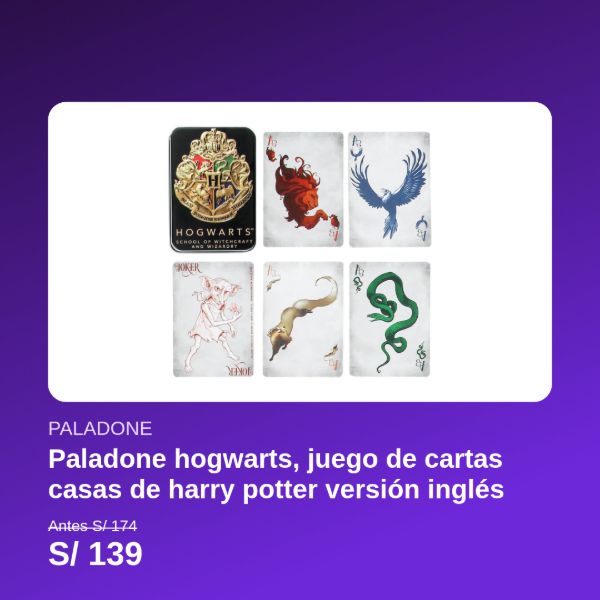 HOGWARTS
SCHOOL OF WITCHCRAFT
AND WIZARDRY
JOKER
JOKER
PALADONE
Paladone hogwarts, juego de cartas
casas de harry potter versión inglés
Antes S/ 174
S/ 139